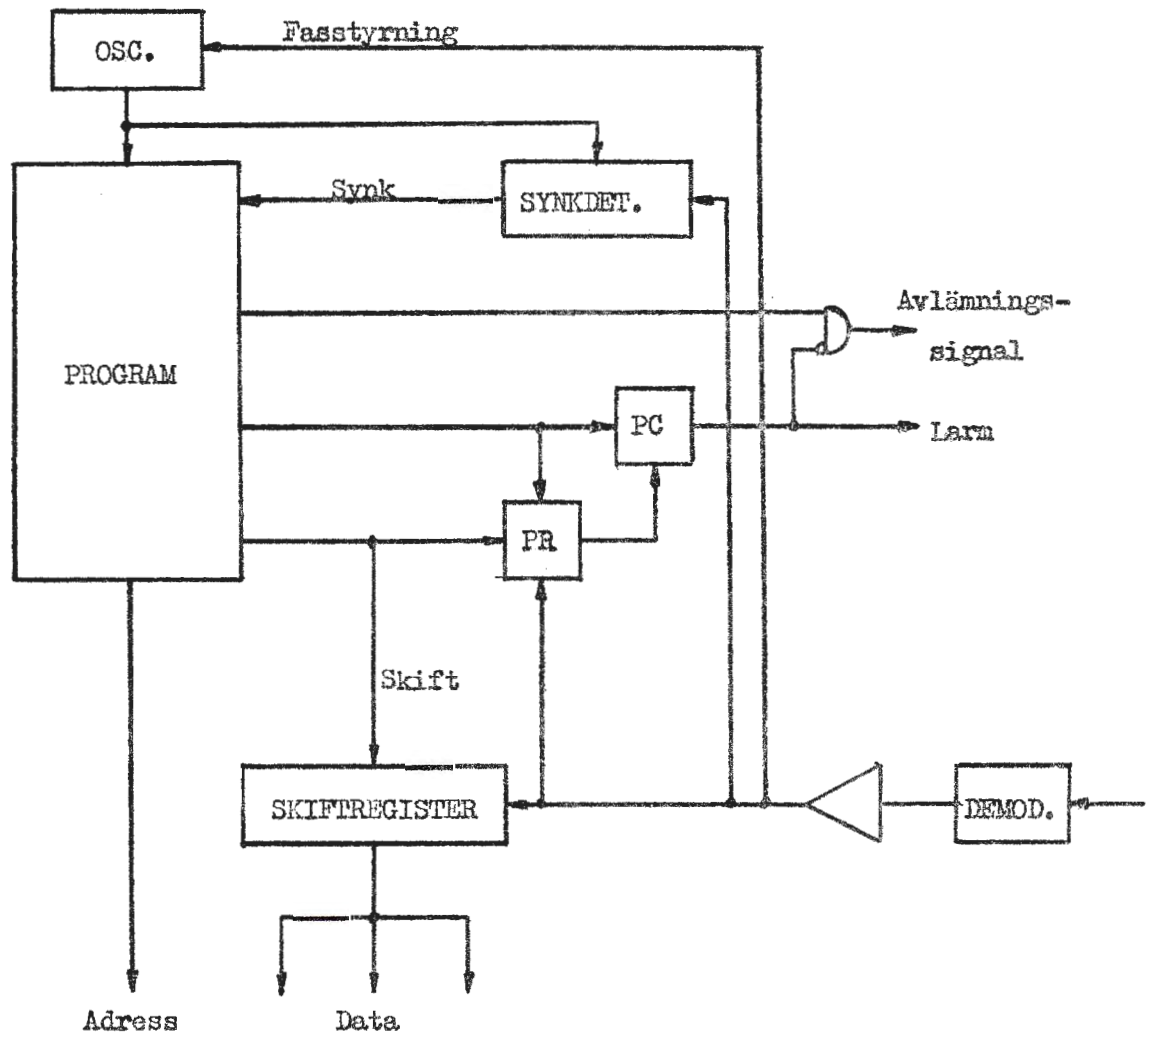 Fasstyrning
OSC.
Synk
SYNKDET.
Avlämnings-
signal
PROGRAM
PC
Larm
PR
Skift
SKIFTREGISTER
DEMOD.
Adress
Data